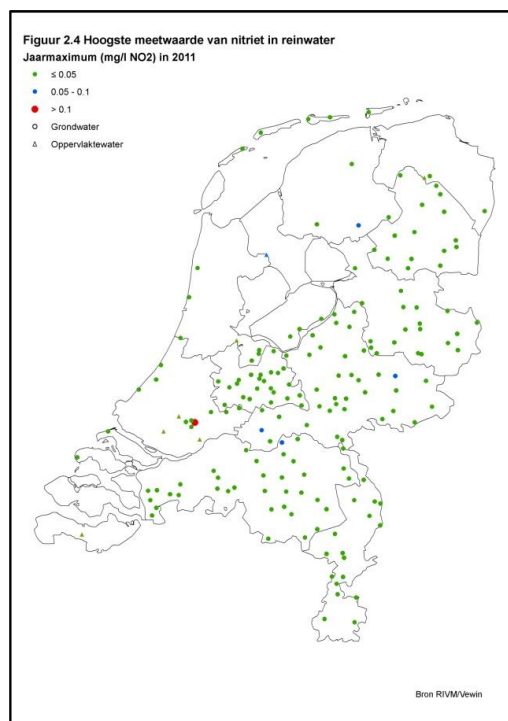 Figuur 2.4 Hoogste meetwaarde van nitriet in reinwater
Jaarmaximum (mg/l NO2) in 2011
≤ 0.05
0.05 - 0.1
> 0.1
Grondwater
Oppervlaktewater
Bron RIVM/Vewin